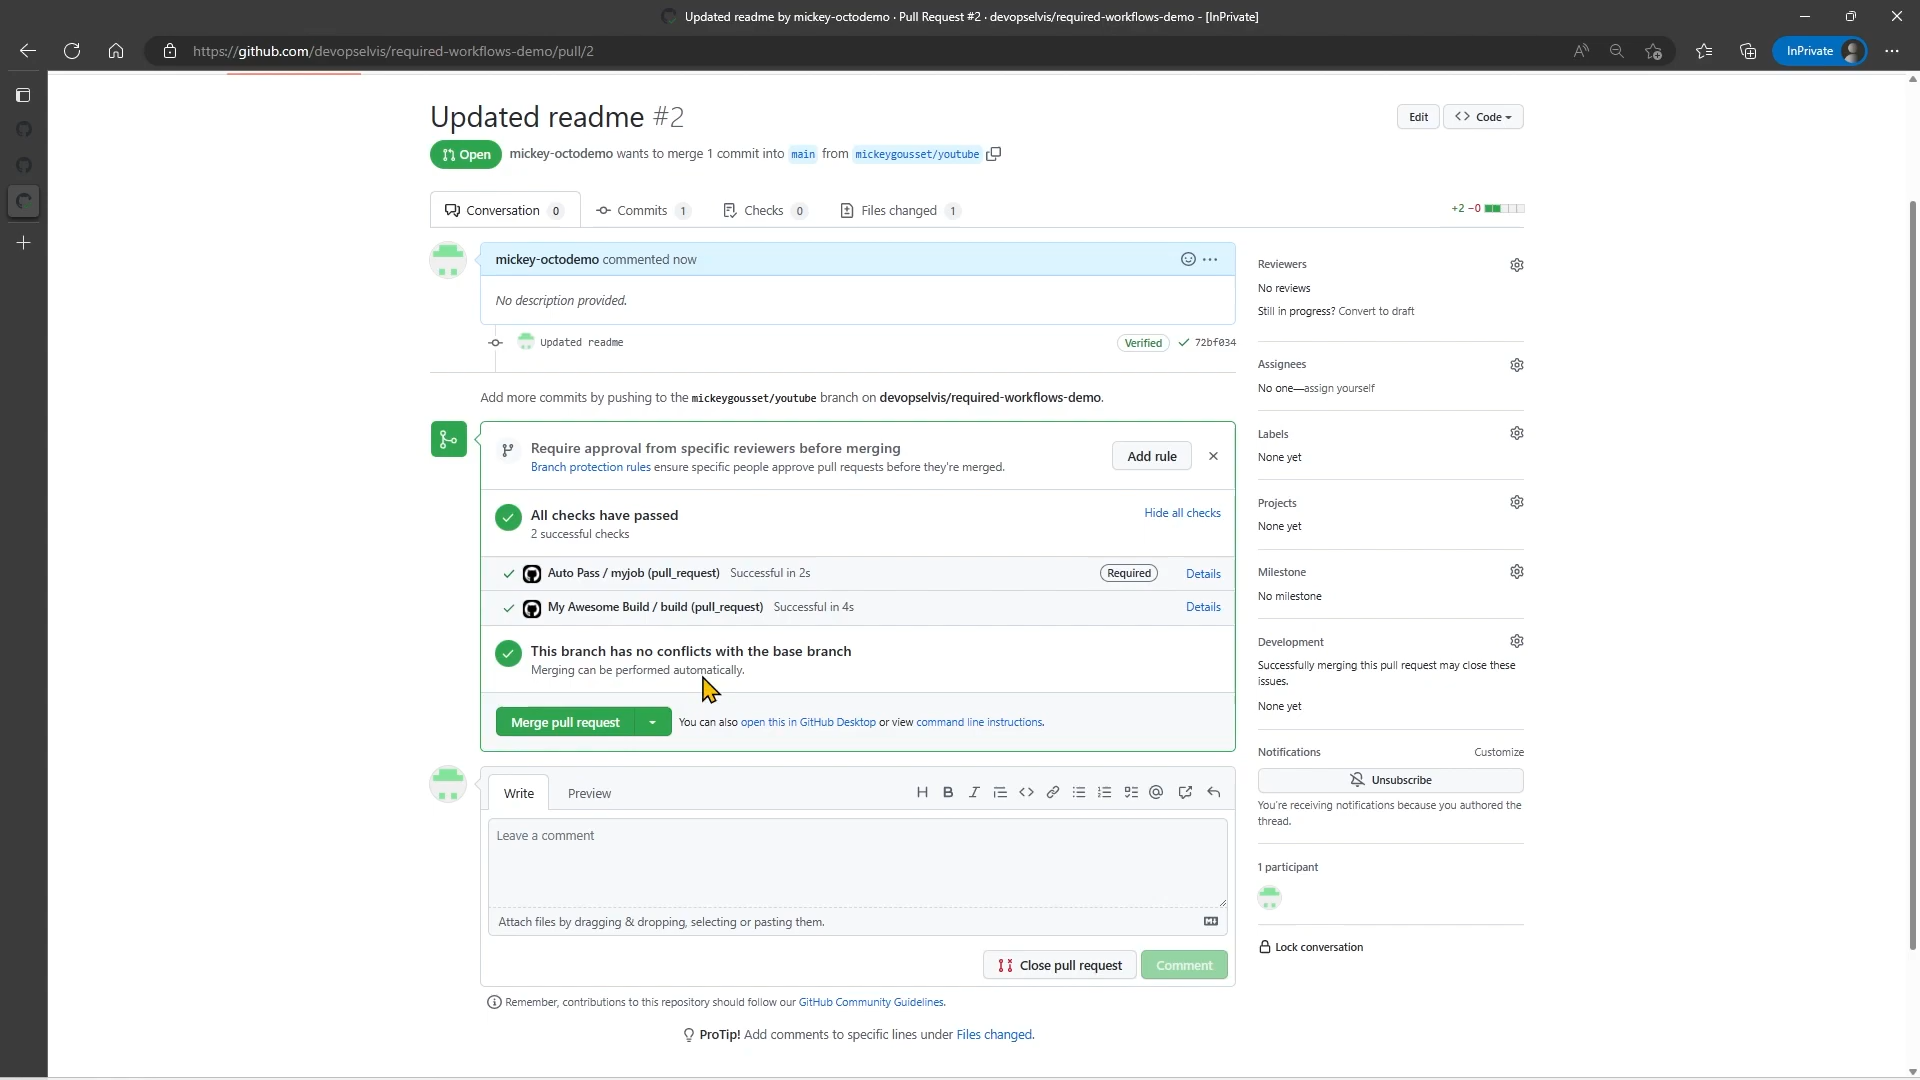 Updated readme by mickey-octodemo · Pull Request #2 · devopselvis/required-workflows-demo - [InPrivate]
https://github.com/devopselvis/required-workflows-demo/pull/2
InPrivate
Updated readme #2
Edit
Code
Open
mickey-octodemo wants to merge 1 commit into main from mickeygousset/youtube
Conversation 0
Commits 1
Checks 0
Files changed 1
+2 −0
mickey-octodemo commented now
No description provided.
Updated readme
Verified
72bf034
Add more commits by pushing to the mickeygousset/youtube branch on devopselvis/required-workflows-demo.
Require approval from specific reviewers before merging
Branch protection rules ensure specific people approve pull requests before they're merged.
Add rule
All checks have passed
2 successful checks
Hide all checks
Auto Pass / myjob (pull_request) Successful in 2s
Required
Details
My Awesome Build / build (pull_request) Successful in 4s
Details
This branch has no conflicts with the base branch
Merging can be performed automatically.
Merge pull request
You can also open this in GitHub Desktop or view command line instructions.
Write
Preview
Leave a comment
Attach files by dragging & dropping, selecting or pasting them.
Close pull request
Comment
Remember, contributions to this repository should follow our GitHub Community Guidelines.
ProTip! Add comments to specific lines under Files changed.
Reviewers
No reviews
Still in progress? Convert to draft
Assignees
No one—assign yourself
Labels
None yet
Projects
None yet
Milestone
No milestone
Development
Successfully merging this pull request may close these
issues.
None yet
Notifications
Customize
Unsubscribe
You're receiving notifications because you authored the
thread.
1 participant
Lock conversation